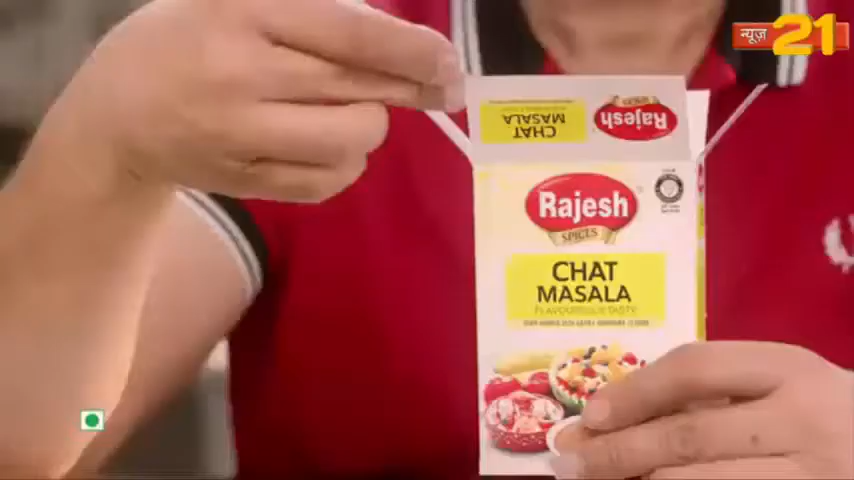 न्यूज़ 21
CHAT
MASALA
Rajesh
Rajesh
SPICES
CHAT
MASALA
FLAVOURFUL & TASTY